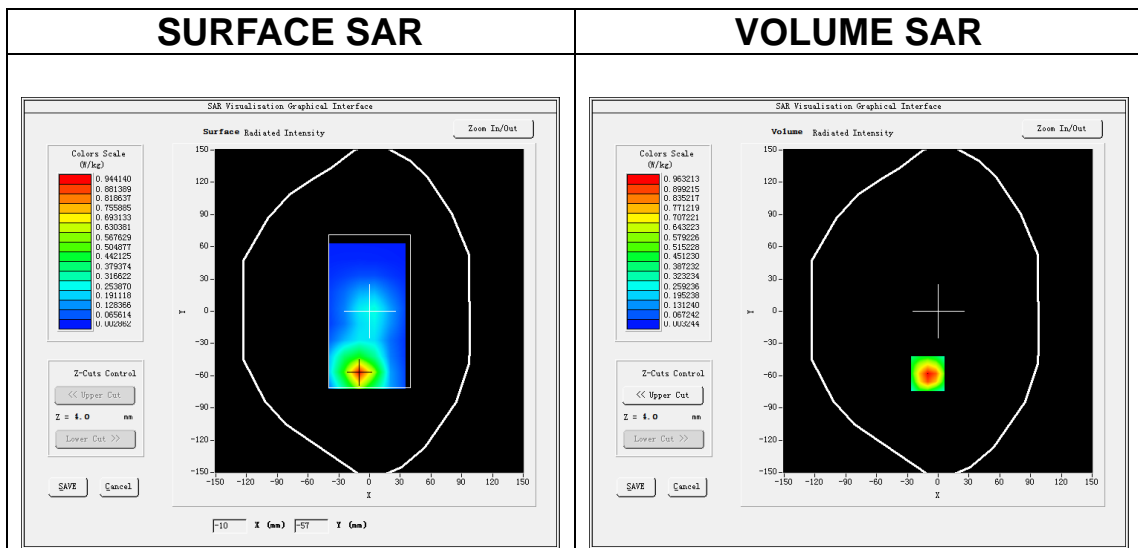 SURFACE SAR
VOLUME SAR
SAR Visualisation Graphical Interface
Surface Radiated Intensity
Zoom In/Out
Colors Scale
(W/kg)
0.944140
0.881389
0.818637
0.755885
0.693133
0.630381
0.567629
0.504877
0.442125
0.379374
0.316622
0.253870
0.191118
0.128366
0.065614
0.002862
150
120
90
60
30
0
-30
-60
-90
-120
-150
Y
-150 -120 -90 -60 -30 0 30 60 90 120 150
X
Z-Cuts Control
<< Upper Cut
Z = 4.0 mm
Lower Cut >>
SAVE Cancel
-10 X (mm) -57 Y (mm)
SAR Visualisation Graphical Interface
Volume Radiated Intensity
Zoom In/Out
Colors Scale
(W/kg)
0.963213
0.899215
0.835217
0.771219
0.707221
0.643223
0.579226
0.515228
0.451230
0.387232
0.323234
0.259236
0.195238
0.131240
0.067242
0.003244
150
120
90
60
30
0
-30
-60
-90
-120
-150
Y
-150 -120 -90 -60 -30 0 30 60 90 120 150
X
Z-Cuts Control
<< Upper Cut
Z = 4.0 mm
Lower Cut >>
SAVE Cancel